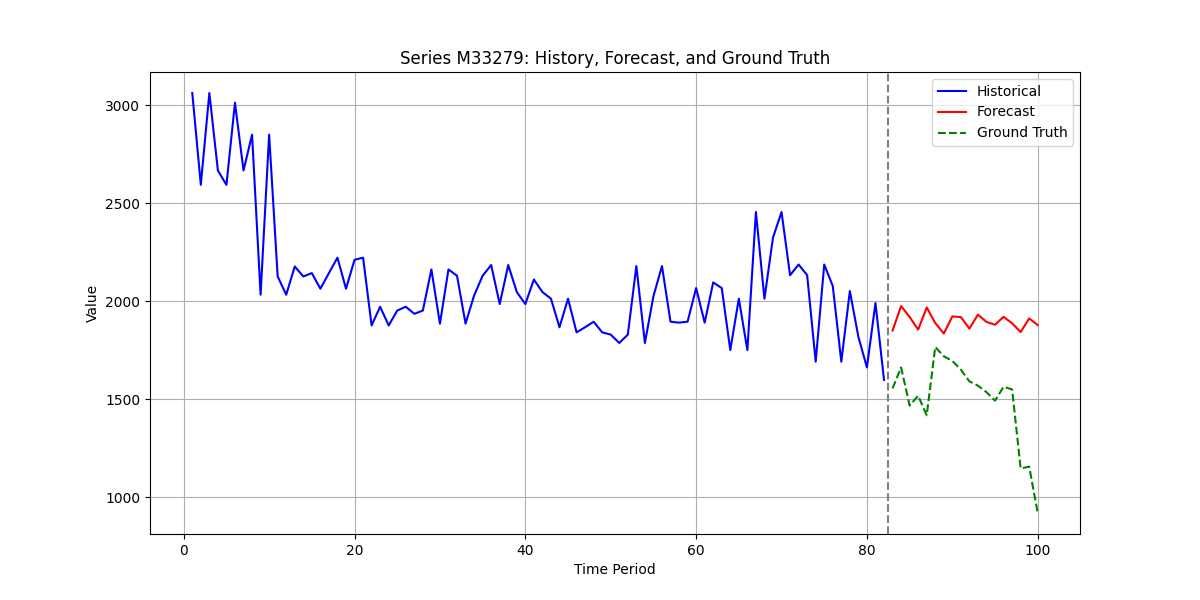 Series M33279: History, Forecast, and Ground Truth
Historical
Forecast
Ground Truth
3000
2500
2000
1500
1000
Value
0 20 40 60 80 100
Time Period